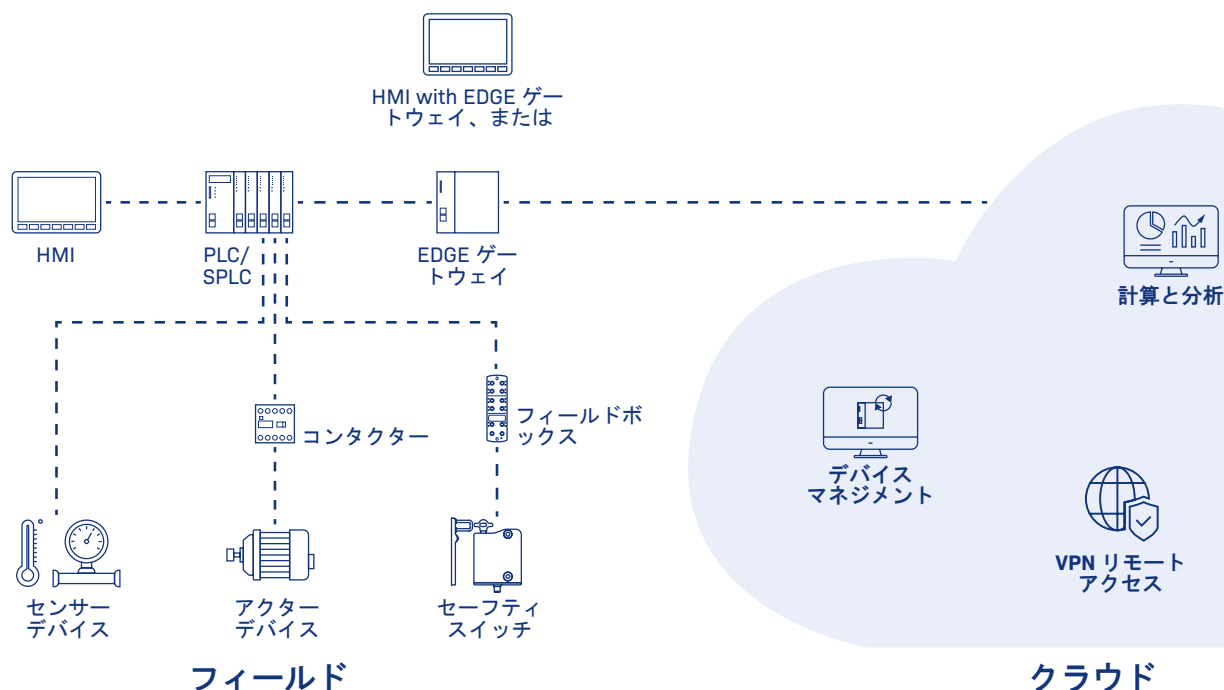 HMI with EDGE ゲー
トウェイ、または
HMI
PLC/
SPLC
EDGE ゲー
トウェイ
計算と分析
コンタクター
フィールドボ
ックス
デバイス
マネジメント
VPN リモート
アクセス
センサー
デバイス
アクター
デバイス
セーフティ
スイッチ
フィールド
クラウド